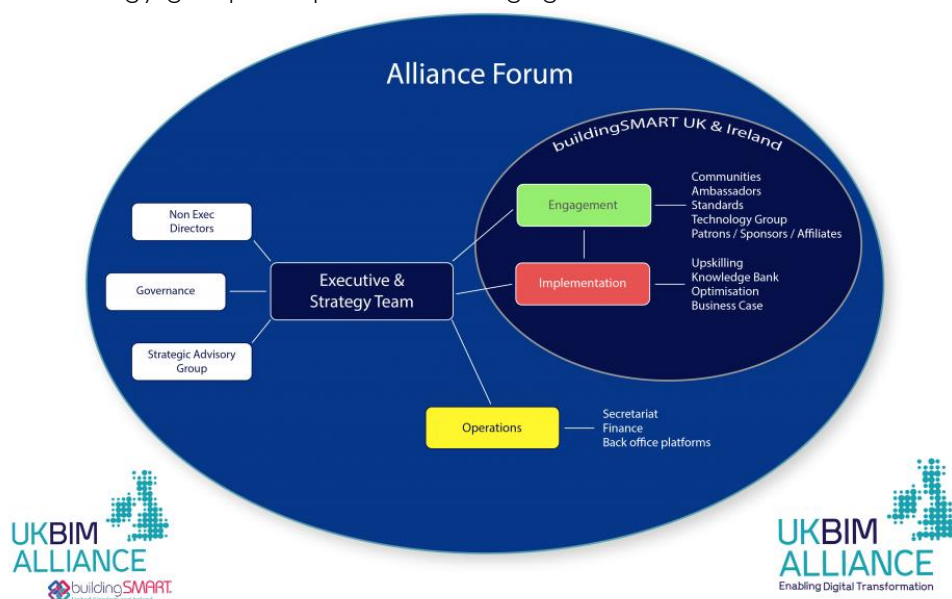 Alliance Forum
buildingSMART UK & Ireland
Communities
Ambassadors
Standards
Technology Group
Patrons / Sponsors / Affiliates
Engagement
Non Exec
Directors
Upskilling
Knowledge Bank
Optimisation
Business Case
Implementation
Executive &
Strategy Team
Governance
Strategic Advisory
Group
Operations
Secretariat
Finance
Back office platforms
UKBIM
ALLIANCE
buildingSMART
UKBIM
ALLIANCE
Enabling Digital Transformation